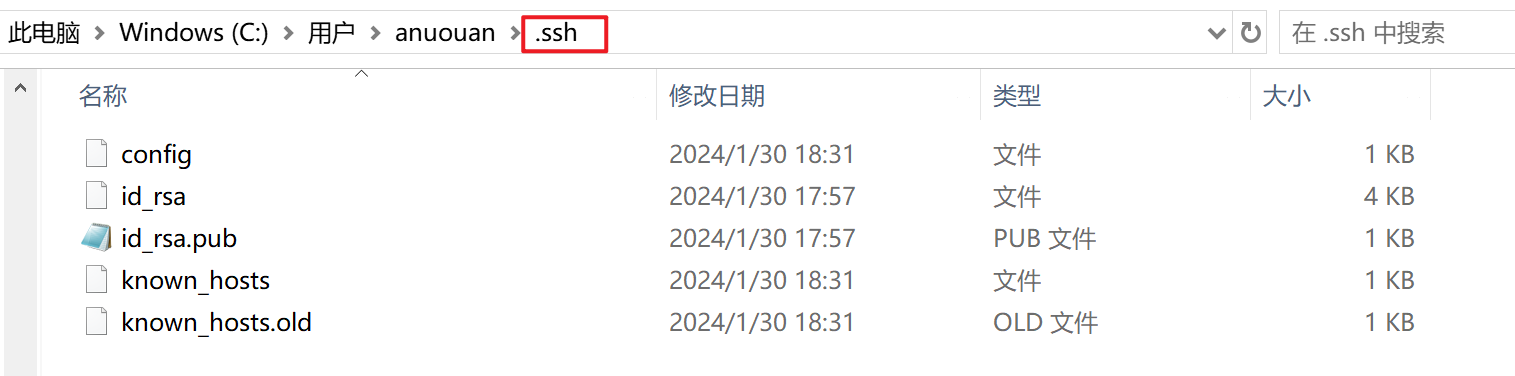 此电脑 > Windows (C:) > 用户 > anuouan > .ssh 在 .ssh 中搜索
名称 修改日期 类型 大小
config 2024/1/30 18:31 文件 1 KB
id_rsa 2024/1/30 17:57 文件 4 KB
id_rsa.pub 2024/1/30 17:57 PUB 文件 1 KB
known_hosts 2024/1/30 18:31 文件 1 KB
known_hosts.old 2024/1/30 18:31 OLD 文件 1 KB